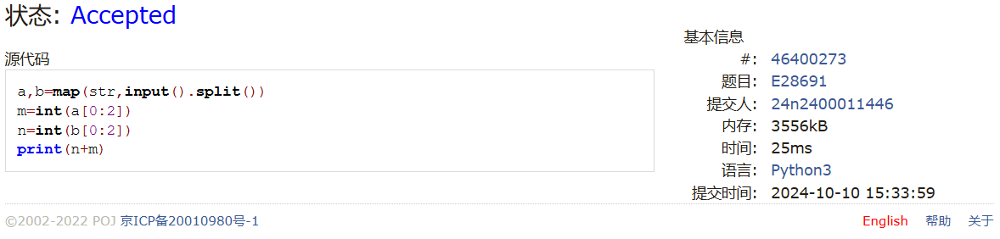 状态: Accepted
源代码
a,b=map(str,input().split())
m=int(a[0:2])
n=int(b[0:2])
print(n+m)
基本信息
#: 46400273
题目: E28691
提交人: 24n2400011446
内存: 3556kB
时间: 25ms
语言: Python3
提交时间: 2024-10-10 15:33:59
©2002-2022 POJ 京ICP备20010980号-1
English 帮助 关于